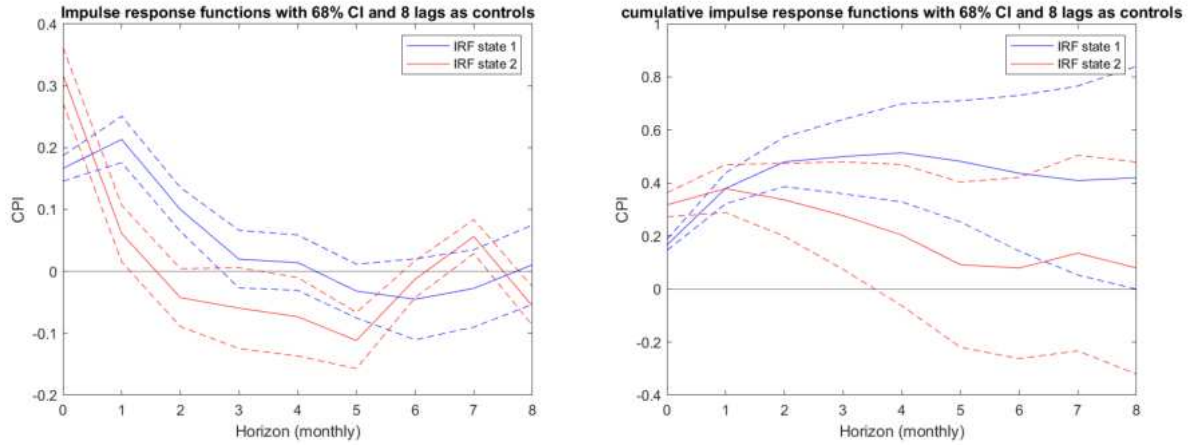 Impulse response functions with 68% CI and 8 lags as controls
IRF state 1
IRF state 2
0.4
0.3
0.2
0.1
0
-0.1
-0.2
CPI
0 1 2 3 4 5 6 7 8
Horizon (monthly)
cumulative impulse response functions with 68% CI and 8 lags as controls
IRF state 1
IRF state 2
1
0.8
0.6
0.4
0.2
0
-0.2
-0.4
CPI
0 1 2 3 4 5 6 7 8
Horizon (monthly)